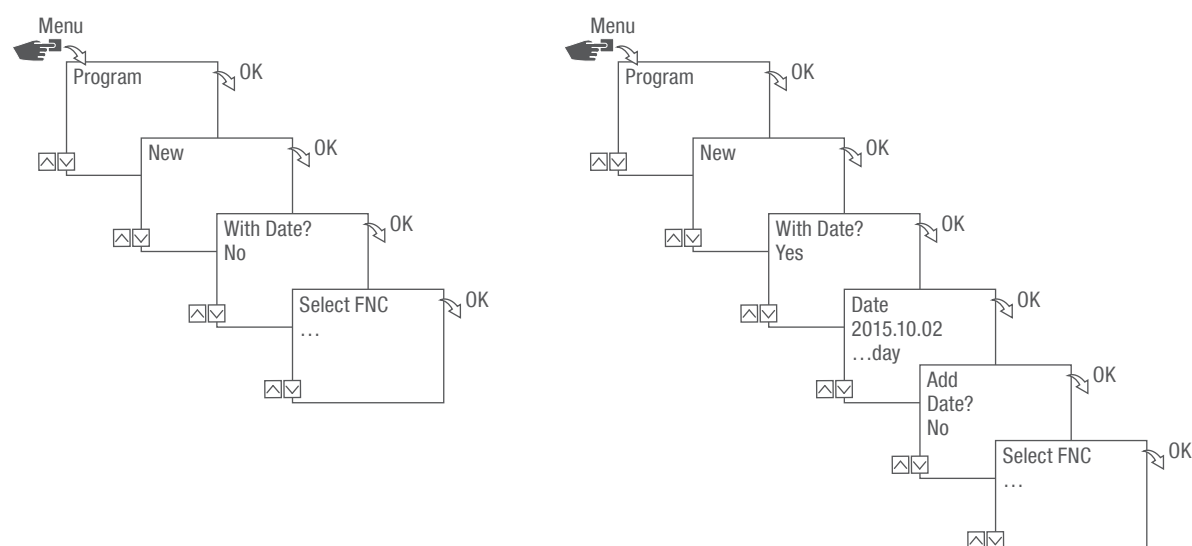 Menu
Program
OK
New
OK
With Date?
No
OK
Select FNC
...
OK
Menu
Program
OK
New
OK
With Date?
Yes
OK
Date
2015.10.02
...day
OK
Add
Date?
No
OK
Select FNC
...
OK